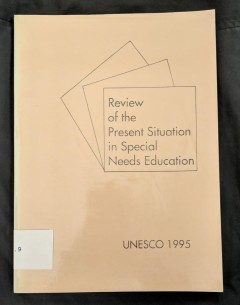 Review
of the
Present Situation
in Special
Needs Education
UNESCO 1995
9